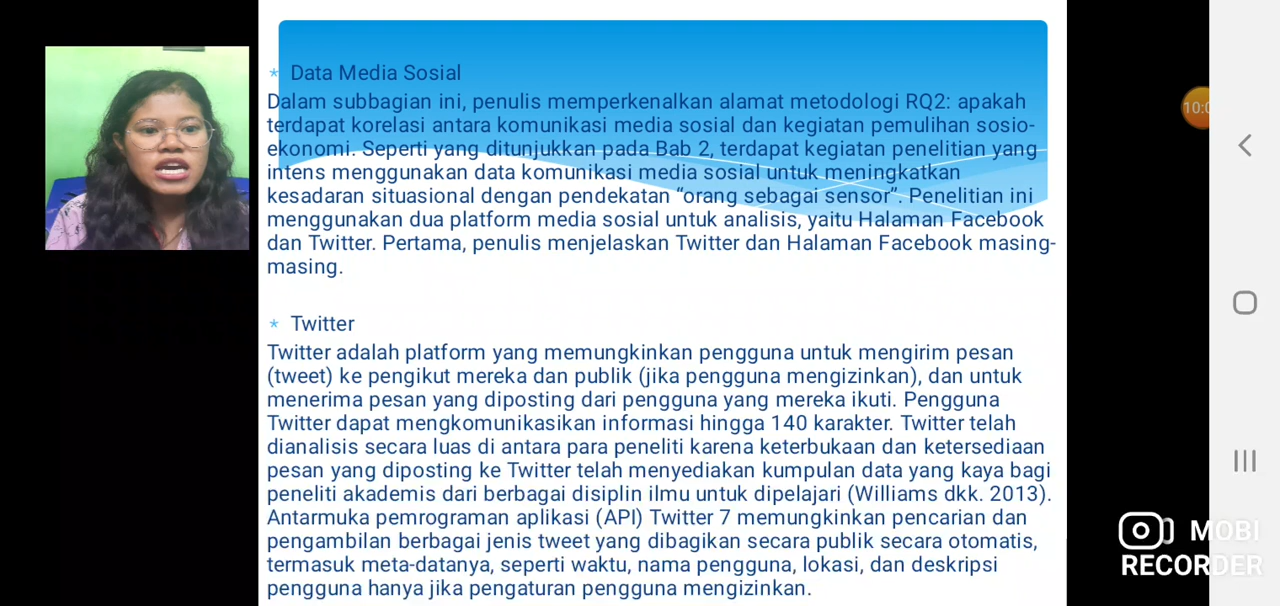 * Data Media Sosial
Dalam subbagian ini, penulis memperkenalkan alamat metodologi RQ2: apakah
terdapat korelasi antara komunikasi media sosial dan kegiatan pemulihan sosio-
ekonomi. Seperti yang ditunjukkan pada Bab 2, terdapat kegiatan penelitian yang
intens menggunakan data komunikasi media sosial untuk meningkatkan
kesadaran situasional dengan pendekatan “orang sebagai sensor”. Penelitian ini
menggunakan dua platform media sosial untuk analisis, yaitu Halaman Facebook
dan Twitter. Pertama, penulis menjelaskan Twitter dan Halaman Facebook masing-
masing.
* Twitter
Twitter adalah platform yang memungkinkan pengguna untuk mengirim pesan
(tweet) ke pengikut mereka dan publik (jika pengguna mengizinkan), dan untuk
menerima pesan yang diposting dari pengguna yang mereka ikuti. Pengguna
Twitter dapat mengkomunikasikan informasi hingga 140 karakter. Twitter telah
dianalisis secara luas di antara para peneliti karena keterbukaan dan ketersediaan
pesan yang diposting ke Twitter telah menyediakan kumpulan data yang kaya bagi
peneliti akademis dari berbagai disiplin ilmu untuk dipelajari (Williams dkk. 2013).
Antarmuka pemrograman aplikasi (API) Twitter 7 memungkinkan pencarian dan
pengambilan berbagai jenis tweet yang dibagikan secara publik secara otomatis,
termasuk meta-datanya, seperti waktu, nama pengguna, lokasi, dan deskripsi
pengguna hanya jika pengaturan pengguna mengizinkan.
MOBI
RECORDER